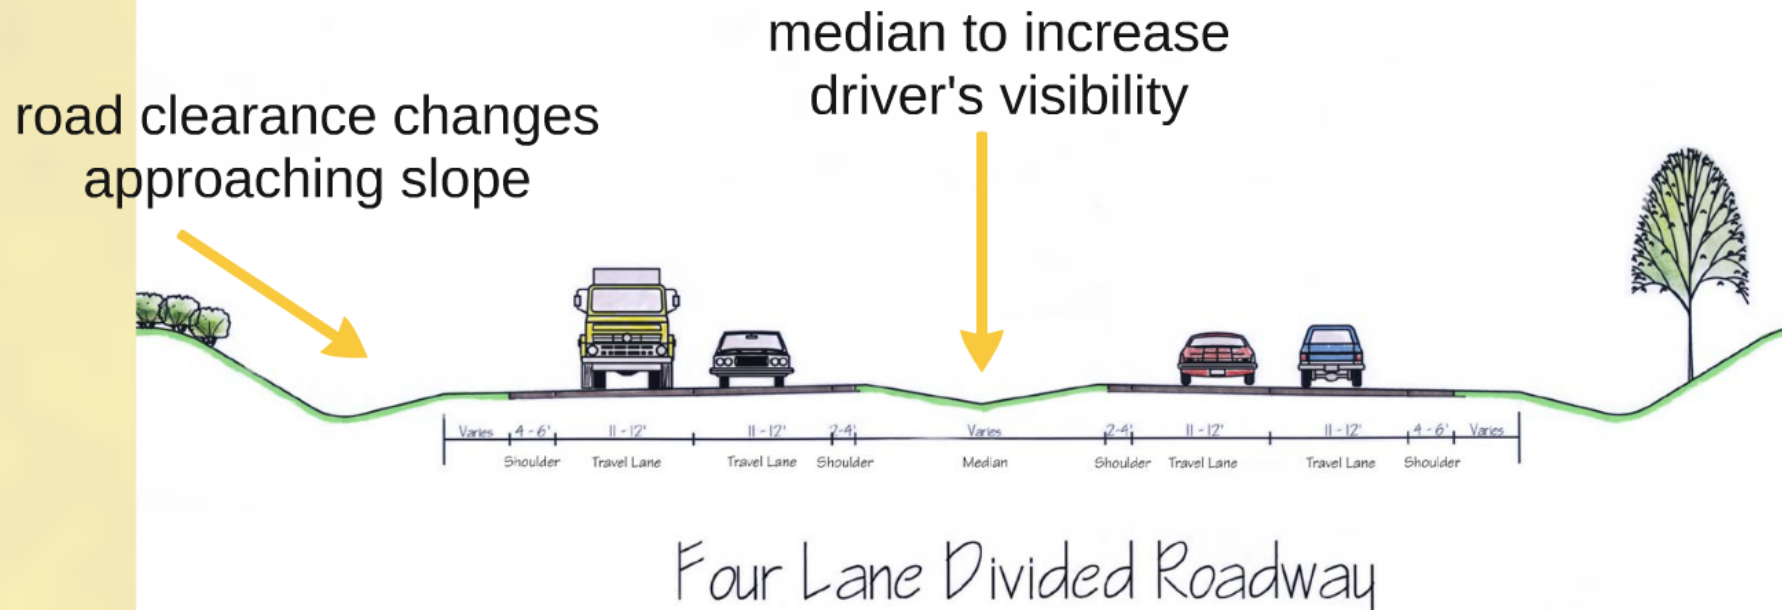 median to increase
driver's visibility
road clearance changes
approaching slope
Varies 4 - 6' 11 - 12' 11 - 12' 2-4' Varies 2-4' 11 - 12' 11 - 12' 4 - 6' Varies
Shoulder Travel Lane Travel Lane Shoulder Median Shoulder Travel Lane Travel Lane Shoulder
Four Lane Divided Roadway